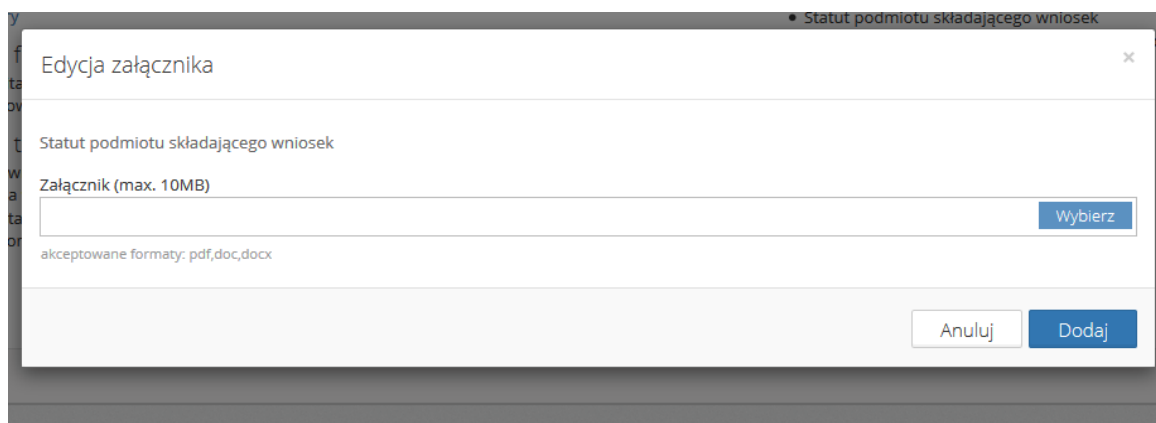 • Statut podmiotu składającego wniosek
Edycja załącznika
×
Statut podmiotu składającego wniosek
Załącznik (max. 10MB)
Wybierz
akceptowane formaty: pdf,doc,docx
Anuluj
Dodaj